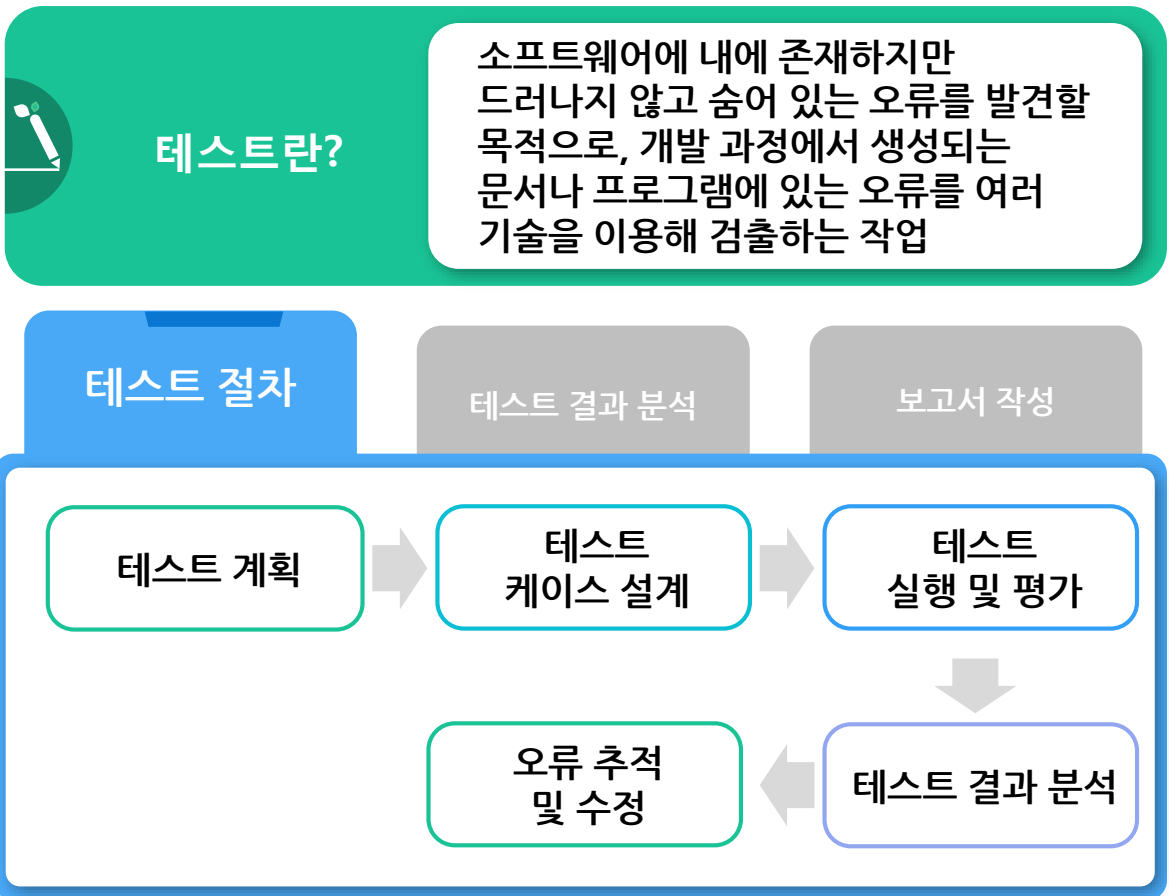 테스트란?
소프트웨어에 내에 존재하지만
드러나지 않고 숨어 있는 오류를 발견할
목적으로, 개발 과정에서 생성되는
문서나 프로그램에 있는 오류를 여러
기술을 이용해 검출하는 작업
테스트 절차
테스트 결과 분석
보고서 작성
테스트 계획
테스트
케이스 설계
테스트
실행 및 평가
테스트 결과 분석
오류 추적
및 수정